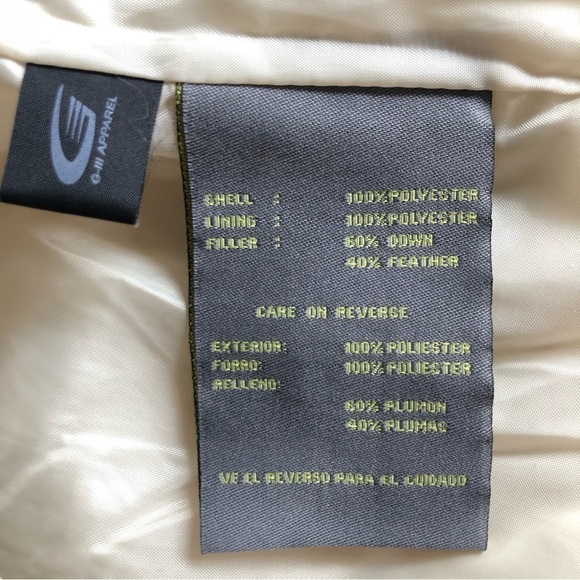 G-III APPAREL
SHELL : 100% POLYESTER
LINING : 100% POLYESTER
FILLER : 60% DOWN
40% FEATHER
CARE ON REVERSE
EXTERIOR: 100% POLIESTER
FORRO: 100% POLIESTER
RELLENO:
60% PLUMON
40% PLUMAS
VE EL REVERSO PARA EL CUIDADO